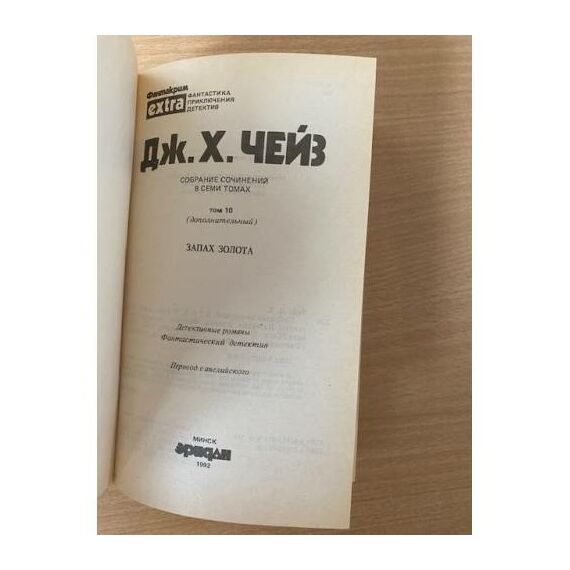 Фантакрим
extra
ФАНТАСТИКА
ПРИКЛЮЧЕНИЯ
ДЕТЕКТИВ
ДЖ. Х. ЧЕЙЗ
СОБРАНИЕ СОЧИНЕНИЙ
В СЕМИ ТОМАХ
ТОМ 10
(дополнительный)
ЗАПАХ ЗОЛОТА
Детективные романы
Фантастический детектив
Перевод с английского
МИНСК
эридан
1992